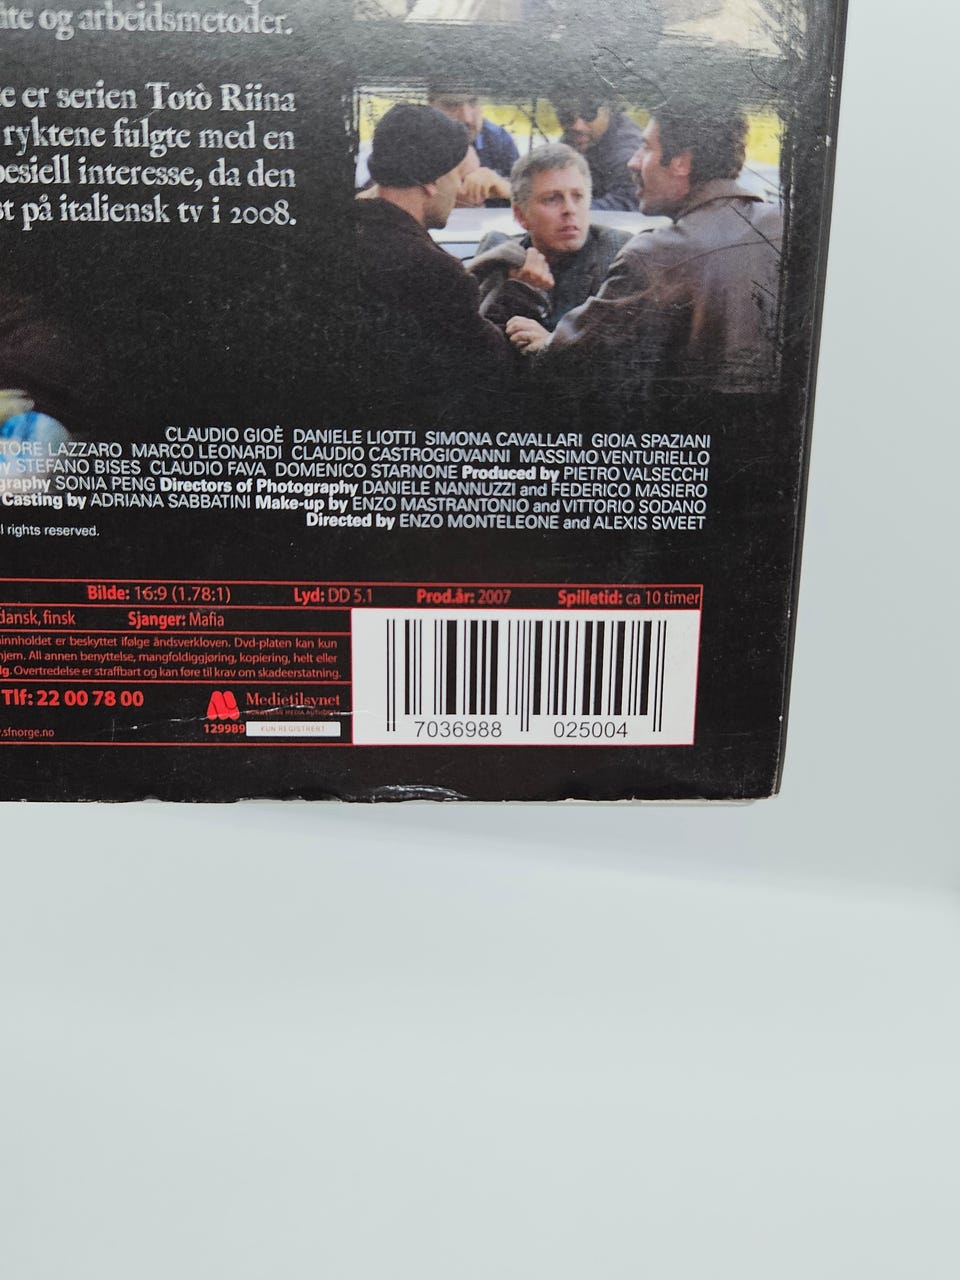 og arbeidsmetoder.
er serien Totò Riina
ryktene fulgte med en
interesse, da den
på italiensk tv i 2008.
CLAUDIO GIOÈ DANIELE LIOTTI SIMONA CAVALLARI GIOIA SPAZIANI
LAZZARO MARCO LEONARDI CLAUDIO CASTROGIOVANNI MASSIMO VENTURIELLO
STEFANO BISES CLAUDIO FAVA DOMENICO STARNONE Produced by PIETRO VALSECCHI
SONIA PENG Directors of Photography DANIELE NANNUZZI and FEDERICO MASIERO
Casting by ADRIANA SABBATINI Make-up by ENZO MASTRANTONIO and VITTORIO SODANO
Directed by ENZO MONTELEONE and ALEXIS SWEET
rights reserved.
Bilde: 16:9 (1.78:1) Lyd: DD 5.1 Prod.år: 2007 Spilletid: ca 10 timer
dansk, finsk Sjanger: Mafia
innholdet er beskyttet ifølge åndsverkloven. Dvd-platen kan kun
hjem. All annen benyttelse, mangfoldiggjøring, kopiering, helt eller
Overtredelse er straffbart og kan føre til krav om skadeerstatning.
Tlf: 22 00 78 00
Medietilsynet
NORWEGIAN MEDIA AUTHORITY
129989 KUN REGISTRERT
.sfnorge.no
7036988 025004